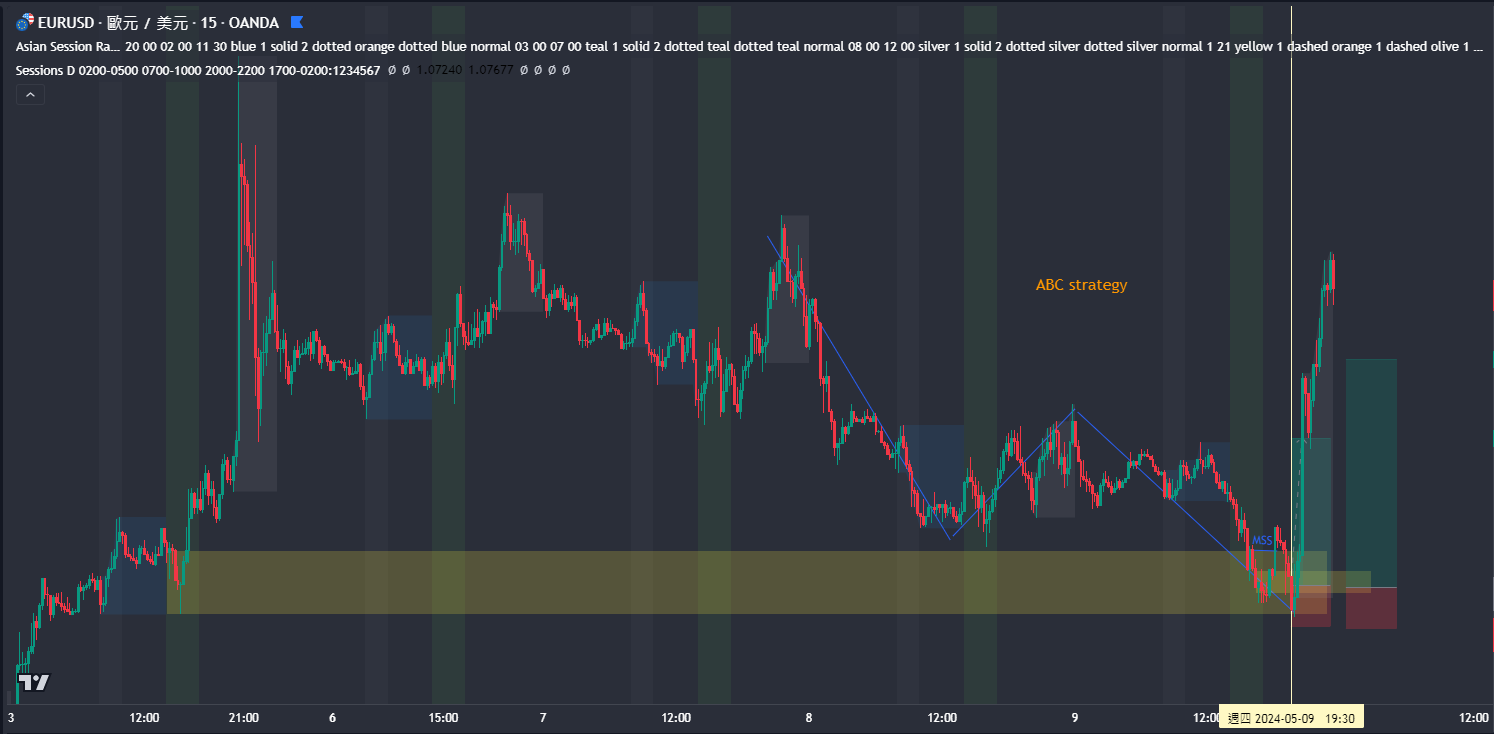 EURUSD · 歐元 / 美元 · 15 · OANDA
Asian Session Ra... 20 00 02 00 11 30 blue 1 solid 2 dotted orange dotted blue normal 03 00 07 00 teal 1 solid 2 dotted teal dotted teal normal 08 00 12 00 silver 1 solid 2 dotted silver dotted silver normal 1 21 yellow 1 dashed orange 1 dashed olive 1 ...
Sessions D 0200-0500 0700-1000 2000-2200 1700-0200:1234567 Ø Ø 1.07240 1.07677 Ø Ø Ø Ø
ABC strategy
MSS
3 12:00 21:00 6 15:00 7 12:00 8 12:00 9 12:00 週四 2024-05-09 19:30 12:00